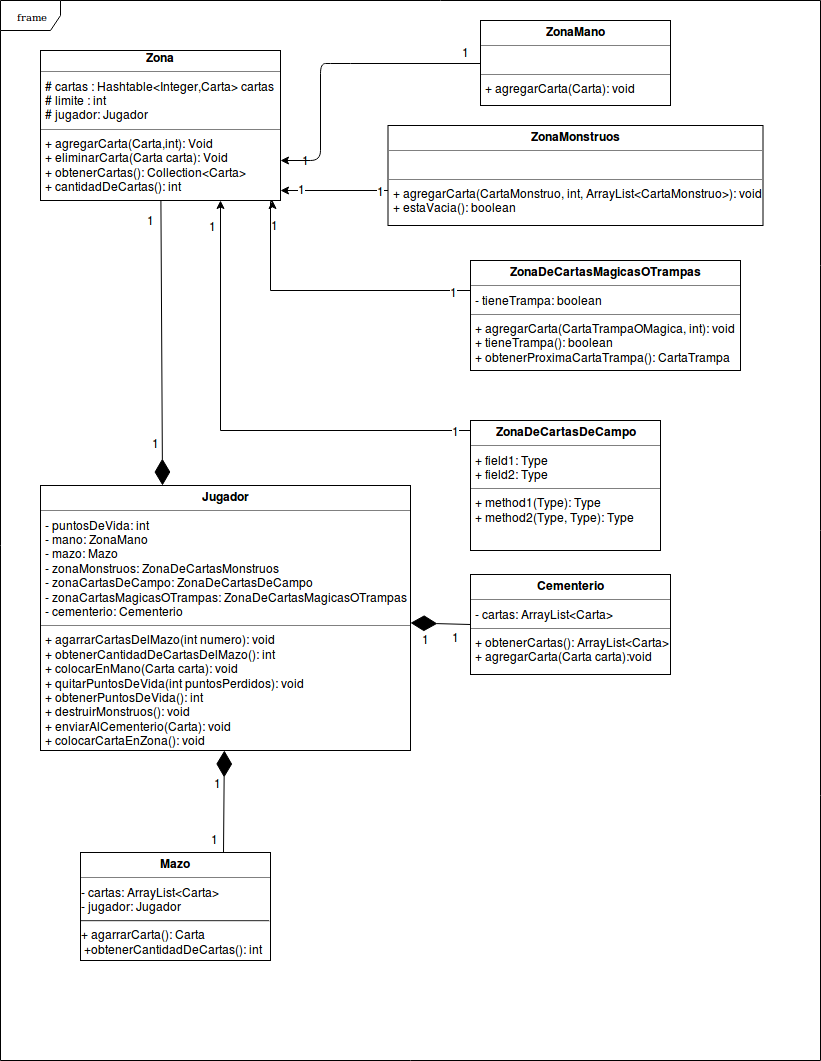 frame
Zona
# cartas : Hashtable<Integer,Carta> cartas
# limite : int
# jugador: Jugador
+ agregarCarta(Carta,int): Void
+ eliminarCarta(Carta carta): Void
+ obtenerCartas(): Collection<Carta>
+ cantidadDeCartas(): int
ZonaMano
+ agregarCarta(Carta): void
1
1
ZonaMonstruos
+ agregarCarta(CartaMonstruo, int, ArrayList<CartaMonstruo>): void
+ estaVacia(): boolean
1
1
1
1
1
ZonaDeCartasMagicasOTrampas
- tieneTrampa: boolean
+ agregarCarta(CartaTrampaOMagica, int): void
+ tieneTrampa(): boolean
+ obtenerProximaCartaTrampa(): CartaTrampa
1
1
ZonaDeCartasDeCampo
+ field1: Type
+ field2: Type
+ method1(Type): Type
+ method2(Type, Type): Type
1
Jugador
- puntosDeVida: int
- mano: ZonaMano
- mazo: Mazo
- zonaMonstruos: ZonaDeCartasMonstruos
- zonaCartasDeCampo: ZonaDeCartasDeCampo
- zonaCartasMagicasOTrampas: ZonaDeCartasMagicasOTrampas
- cementerio: Cementerio
+ agarrarCartasDelMazo(int numero): void
+ obtenerCantidadDeCartasDelMazo(): int
+ colocarEnMano(Carta carta): void
+ quitarPuntosDeVida(int puntosPerdidos): void
+ obtenerPuntosDeVida(): int
+ destruirMonstruos(): void
+ enviarAlCementerio(Carta): void
+ colocarCartaEnZona(): void
Cementerio
- cartas: ArrayList<Carta>
+ obtenerCartas(): ArrayList<Carta>
+ agregarCarta(Carta carta):void
1
1
1
1
Mazo
- cartas: ArrayList<Carta>
- jugador: Jugador
+ agarrarCarta(): Carta
+obtenerCantidadDeCartas(): int